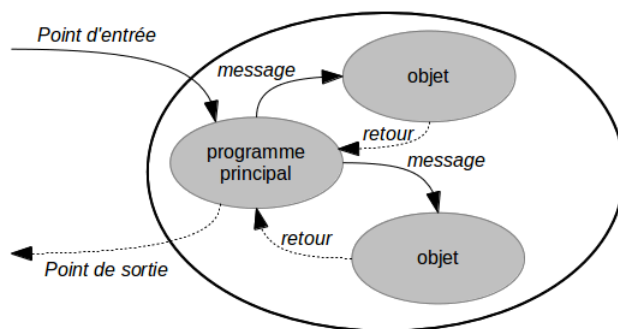 Point d'entrée
message
objet
retour
programme
principal
message
retour
objet
Point de sortie